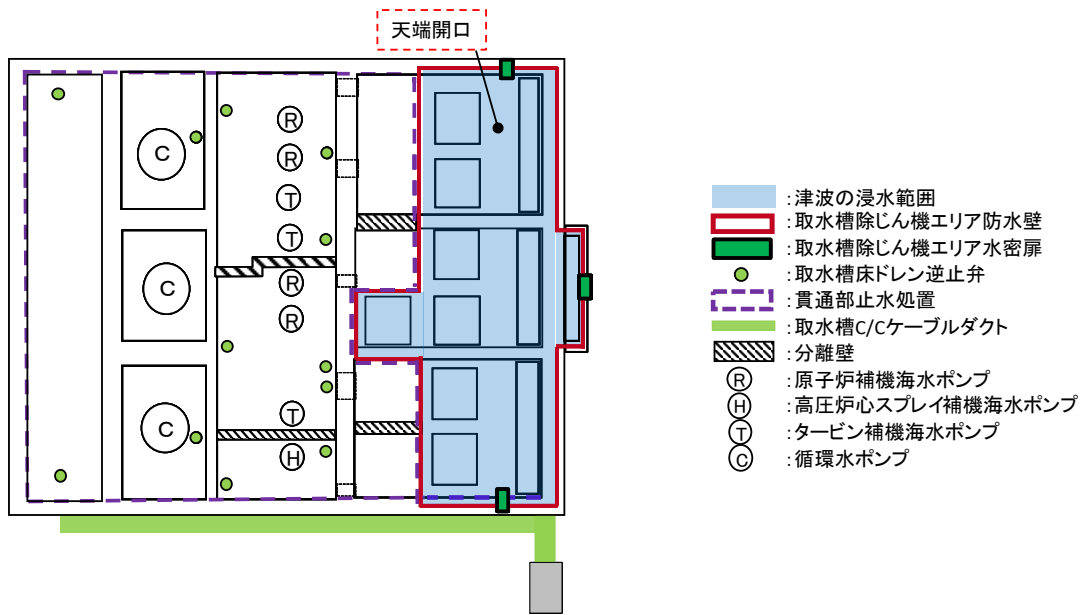 天端開口
C
C
C
R
R
T
T
R
R
T
H
:津波の浸水範囲
:取水槽除じん機エリア防水壁
:取水槽除じん機エリア水密扉
:取水槽床ドレン逆止弁
:貫通部止水処置
:取水槽C/Cケーブルダクト
:分離壁
R :原子炉補機海水ポンプ
H :高圧炉心スプレイ補機海水ポンプ
T :タービン補機海水ポンプ
C :循環水ポンプ